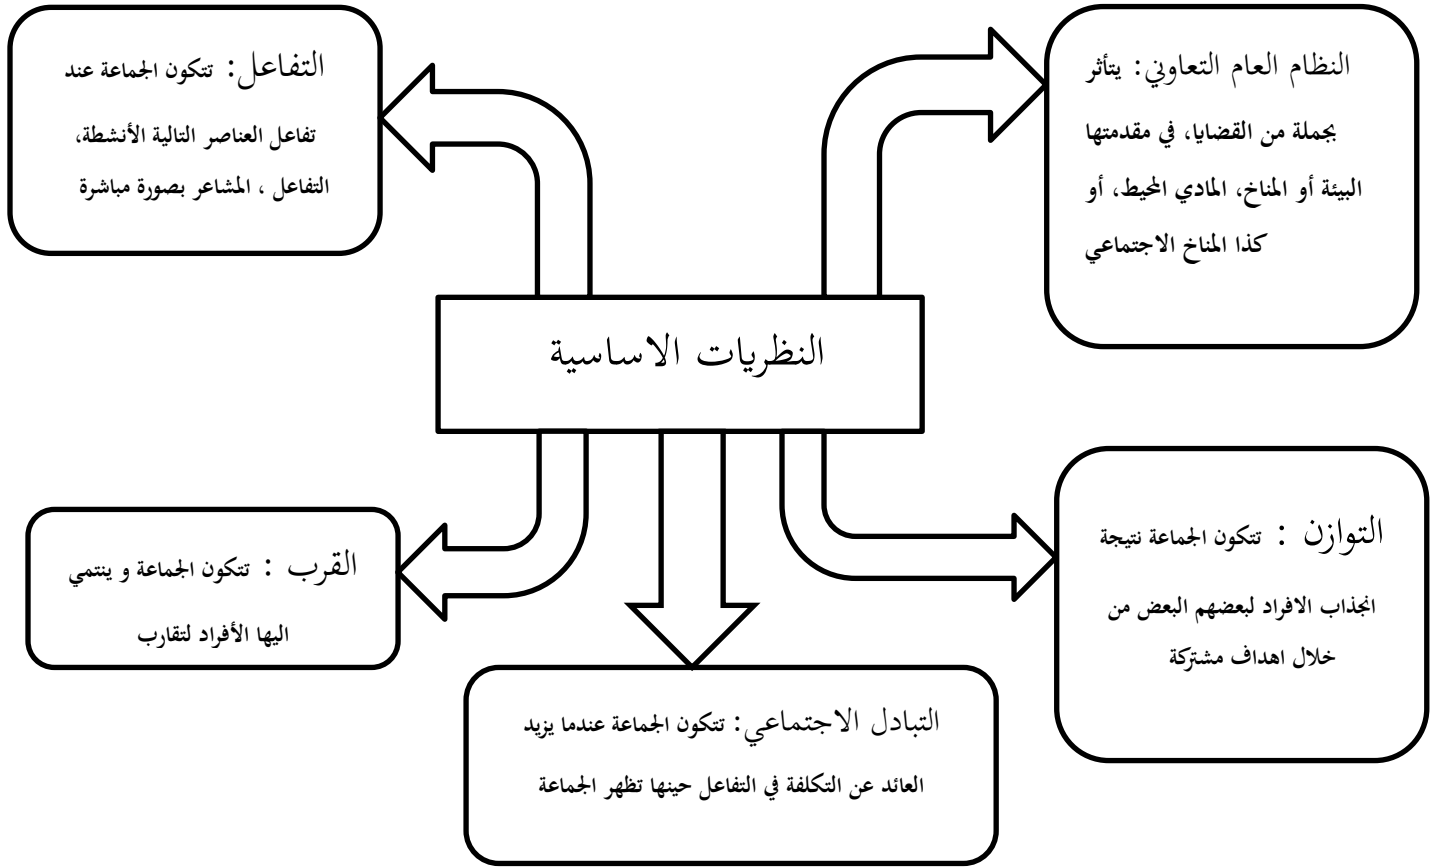 النظام العام التعاوني: يتأثر
بجملة من القضايا، في مقدمتها
البيئة أو المناخ، المادي المحيط، أو
كذا المناخ الاجتماعي
التفاعل: تتكون الجماعة عند
تفاعل العناصر التالية الأنشطة،
التفاعل ، المشاعر بصورة مباشرة
النظريات الاساسية
التوازن : تتكون الجماعة نتيجة
انجذاب الافراد لبعضهم البعض من
خلال اهداف مشتركة
القرب : تتكون الجماعة و ينتمي
اليها الأفراد لتقارب
التبادل الاجتماعي: تتكون الجماعة عندما يزيد
العائد عن التكلفة في التفاعل حينها تظهر الجماعة